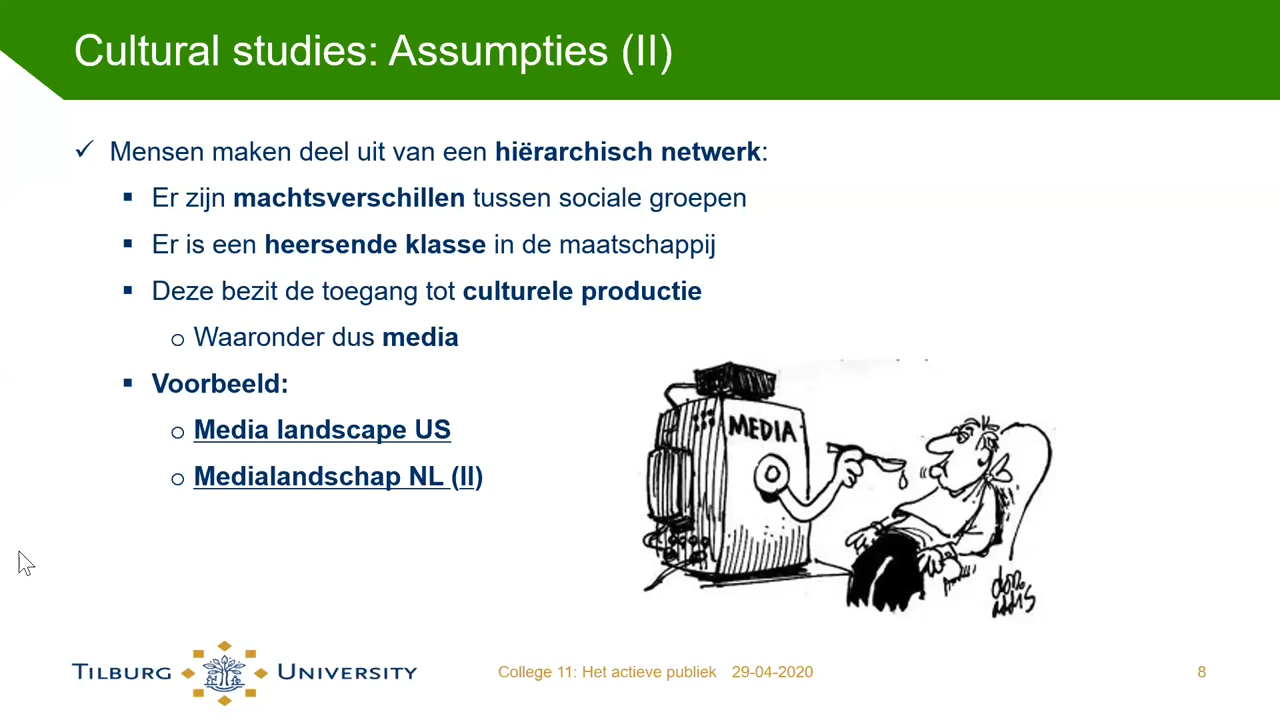 Cultural studies: Assumpties (II)
✓ Mensen maken deel uit van een hiërarchisch netwerk:
▪ Er zijn machtsverschillen tussen sociale groepen
▪ Er is een heersende klasse in de maatschappij
▪ Deze bezit de toegang tot culturele productie
o Waaronder dus media
▪ Voorbeeld:
o Media landscape US
o Medialandschap NL (II)
MEDIA
TILBURG UNIVERSITY
College 11: Het actieve publiek 29-04-2020
8